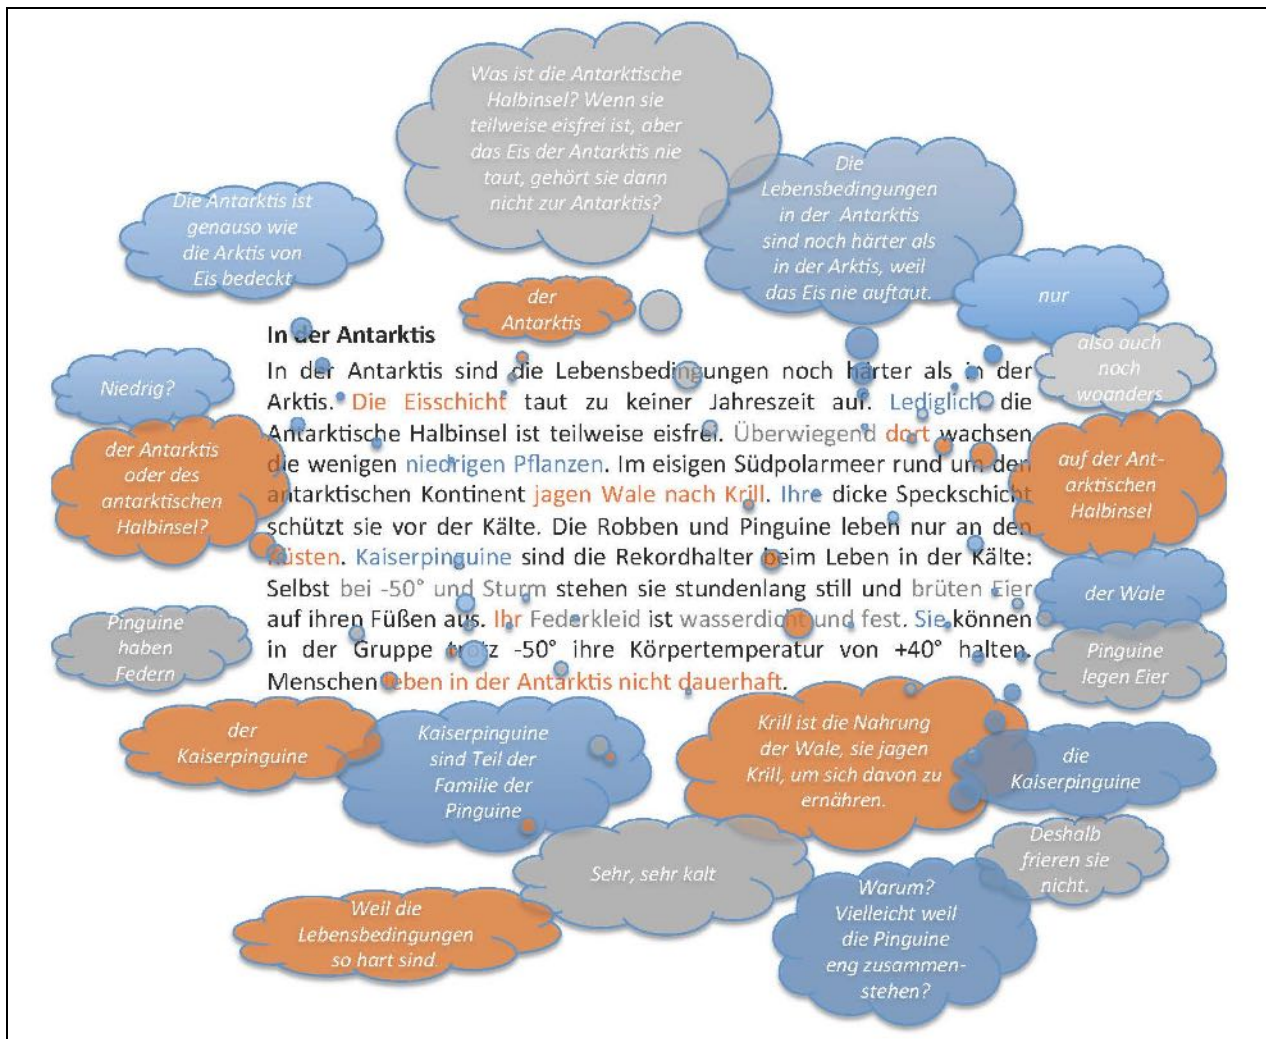 Was ist die Antarktische
Halbinsel? Wenn sie
teilweise eisfrei ist, aber
das Eis der Antarktis nie
taut, gehört sie dann
nicht zur Antarktis?
Die
Lebensbedingungen
in der Antarktis
sind noch härter als
in der Arktis, weil
das Eis nie auftaut.
Die Antarktis ist
genauso wie
die Arktis von
Eis bedeckt
nur
der
Antarktis
also auch
noch
woanders
Niedrig?
der Antarktis
oder des
antarktischen
Halbinsel?
In der Antarktis
In der Antarktis sind die Lebensbedingungen noch härter als in der
Arktis. Die Eisschicht taut zu keiner Jahreszeit auf. Lediglich die
Antarktische Halbinsel ist teilweise eisfrei. Überwiegend dort wachsen
die wenigen niedrigen Pflanzen. Im eisigen Südpolarmeer rund um den
antarktischen Kontinent jagen Wale nach Krill. Ihre dicke Speckschicht
schützt sie vor der Kälte. Die Robben und Pinguine leben nur an den
Küsten. Kaiserpinguine sind die Rekordhalter beim Leben in der Kälte:
Selbst bei -50° und Sturm stehen sie stundenlang still und brüten Eier
auf ihren Füßen aus. Ihr Federkleid ist wasserdicht und fest. Sie können
in der Gruppe trotz -50° ihre Körpertemperatur von +40° halten.
Menschen leben in der Antarktis nicht dauerhaft.
auf der Ant-
arktischen
Halbinsel
der Wale
Pinguine
haben
Federn
Pinguine
legen Eier
der
Kaiserpinguine
Kaiserpinguine
sind Teil der
Familie der
Pinguine
Krill ist die Nahrung
der Wale, sie jagen
Krill, um sich davon zu
ernähren.
die
Kaiserpinguine
Sehr, sehr kalt
Deshalb
frieren sie
nicht.
Weil die
Lebensbedingungen
so hart sind.
Warum?
Vielleicht weil
die Pinguine
eng zusammen-
stehen?